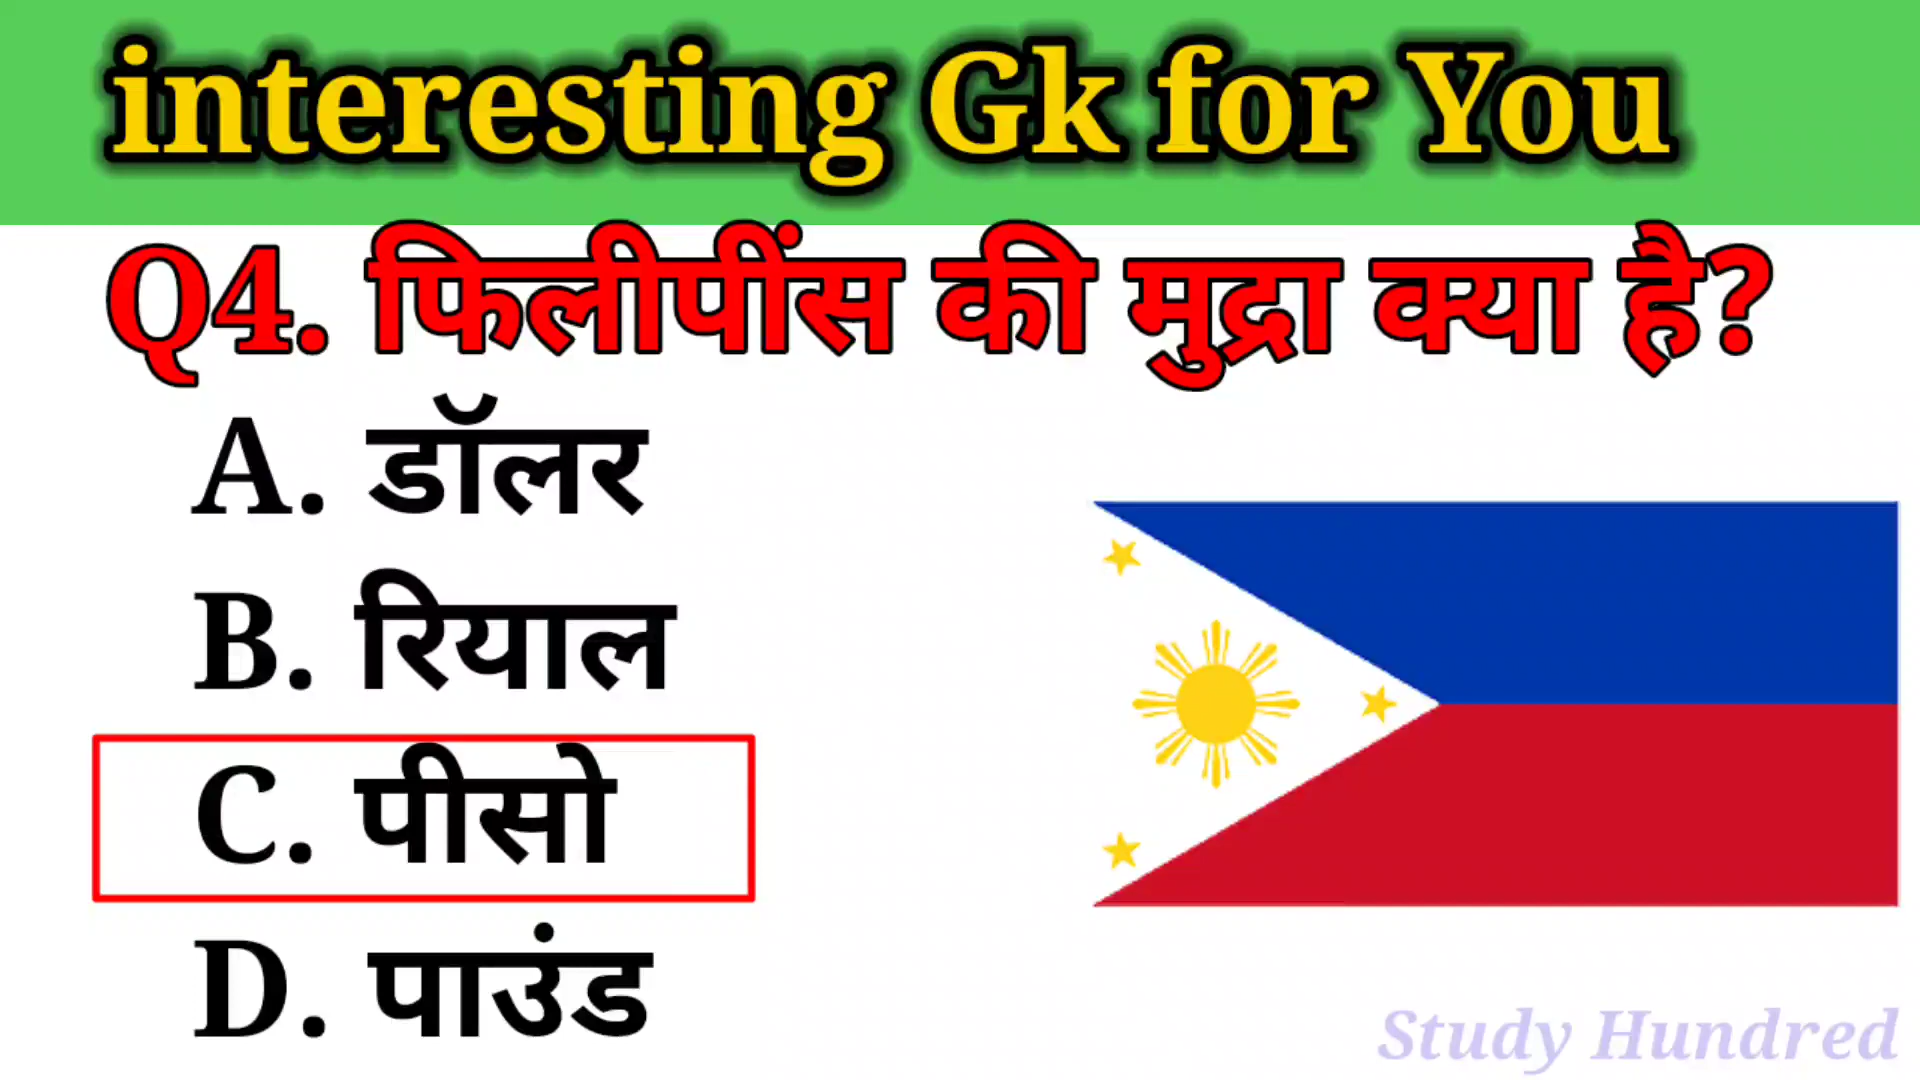 interesting Gk for You
Q4. फिलीपींस की मुद्रा क्या है?
A. डॉलर
B. रियाल
C. पीसो
D. पाउंड
Study Hundred